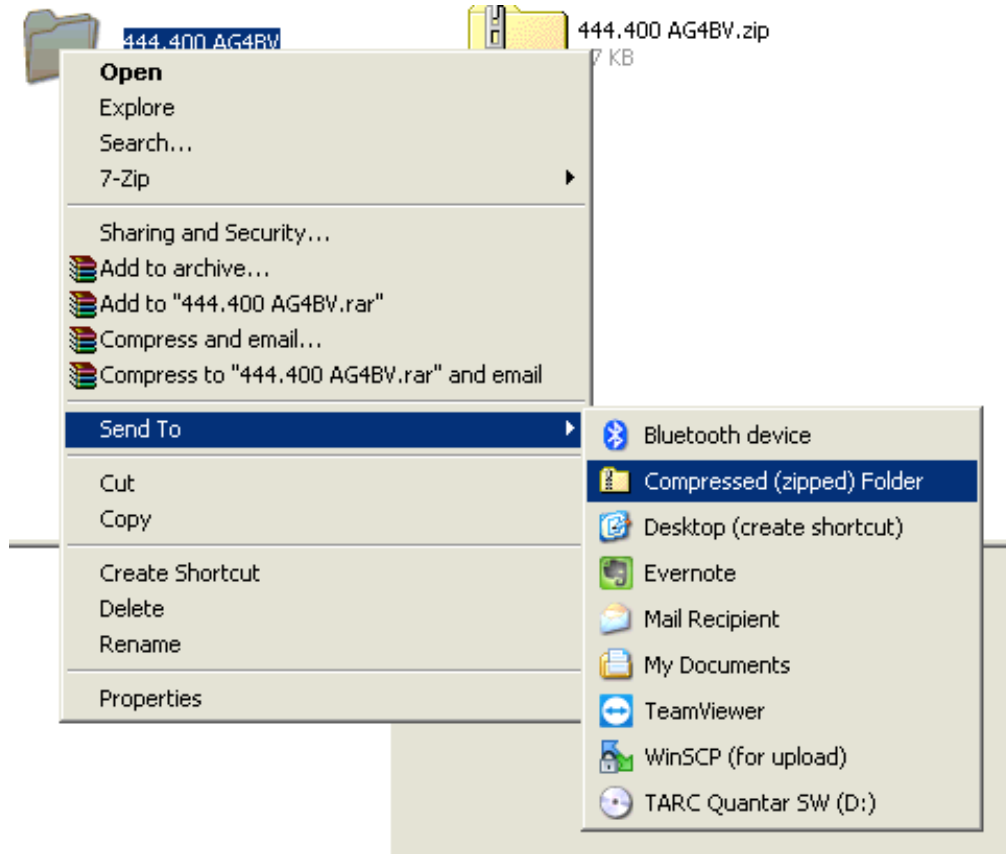 444.400 AG4BV
444.400 AG4BV.zip
7 KB
Open
Explore
Search...
7-Zip
Sharing and Security...
Add to archive...
Add to "444.400 AG4BV.rar"
Compress and email...
Compress to "444.400 AG4BV.rar" and email
Send To
Cut
Copy
Create Shortcut
Delete
Rename
Properties
Bluetooth device
Compressed (zipped) Folder
Desktop (create shortcut)
Evernote
Mail Recipient
My Documents
TeamViewer
WinSCP (for upload)
TARC Quantar SW (D:)